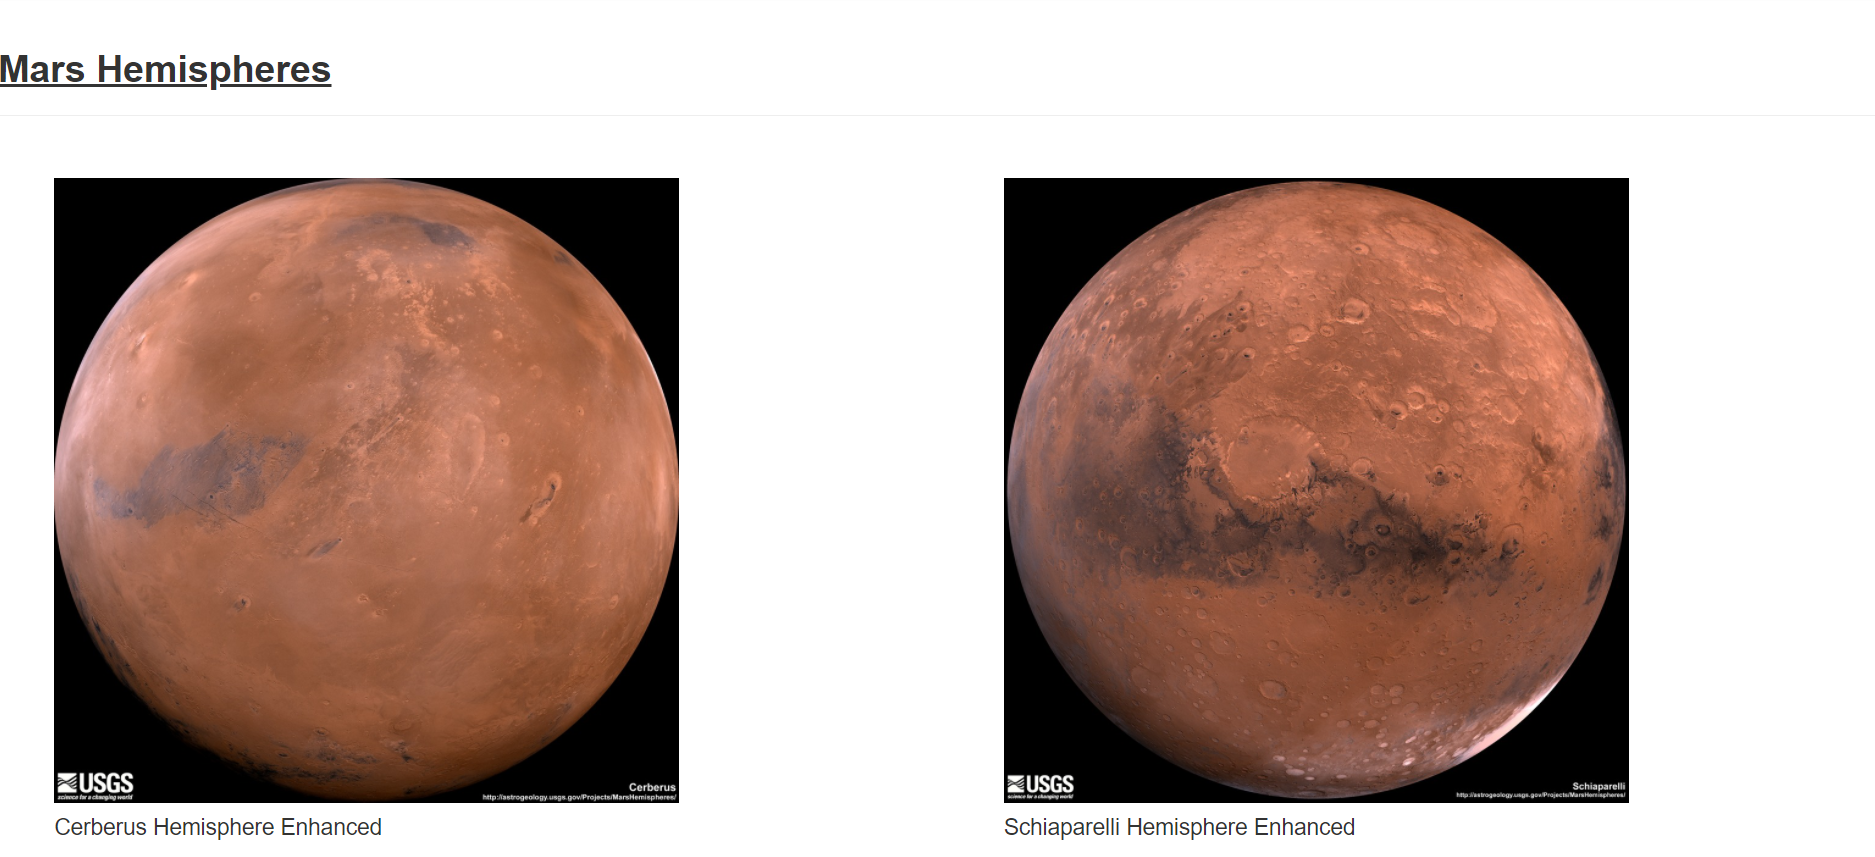 Mars Hemispheres
USGS
science for a changing world
Cerberus
http://astrogeology.usgs.gov/Projects/MarsHemispheres/
Cerberus Hemisphere Enhanced
USGS
science for a changing world
Schiaparelli
http://astrogeology.usgs.gov/Projects/MarsHemispheres/
Schiaparelli Hemisphere Enhanced